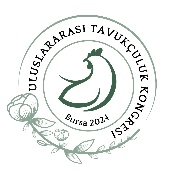 ULUSLARARASI TAVUKÇULUK KONGRESİ
Bursa 2024